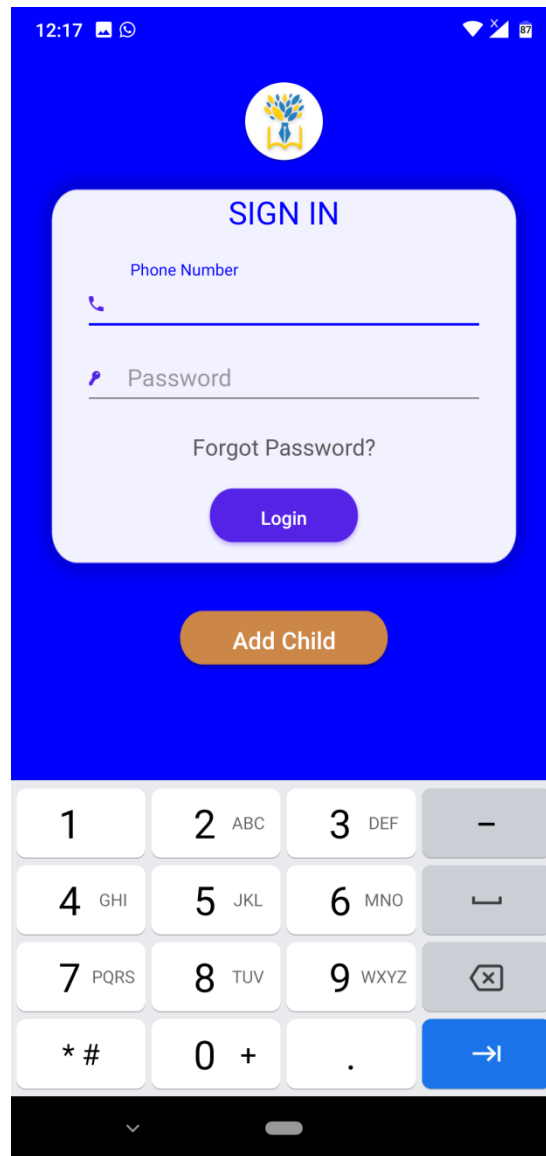 12:17 87
SIGN IN
Phone Number
Password
Forgot Password?
Login
Add Child
1 2 ABC 3 DEF –
4 GHI 5 JKL 6 MNO
7 PQRS 8 TUV 9 WXYZ
* # 0 + .